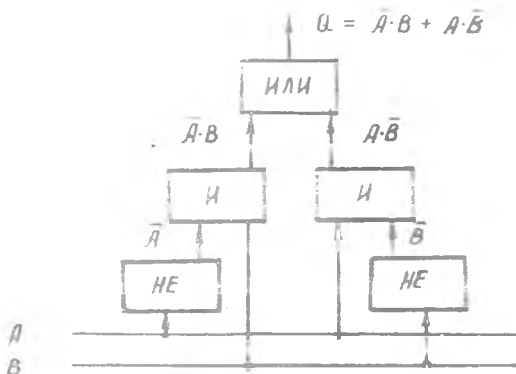 Q = A̅·B + A·B̅
ИЛИ
A̅·B A·B̅
И И
A̅ B̅
НЕ НЕ
A
B